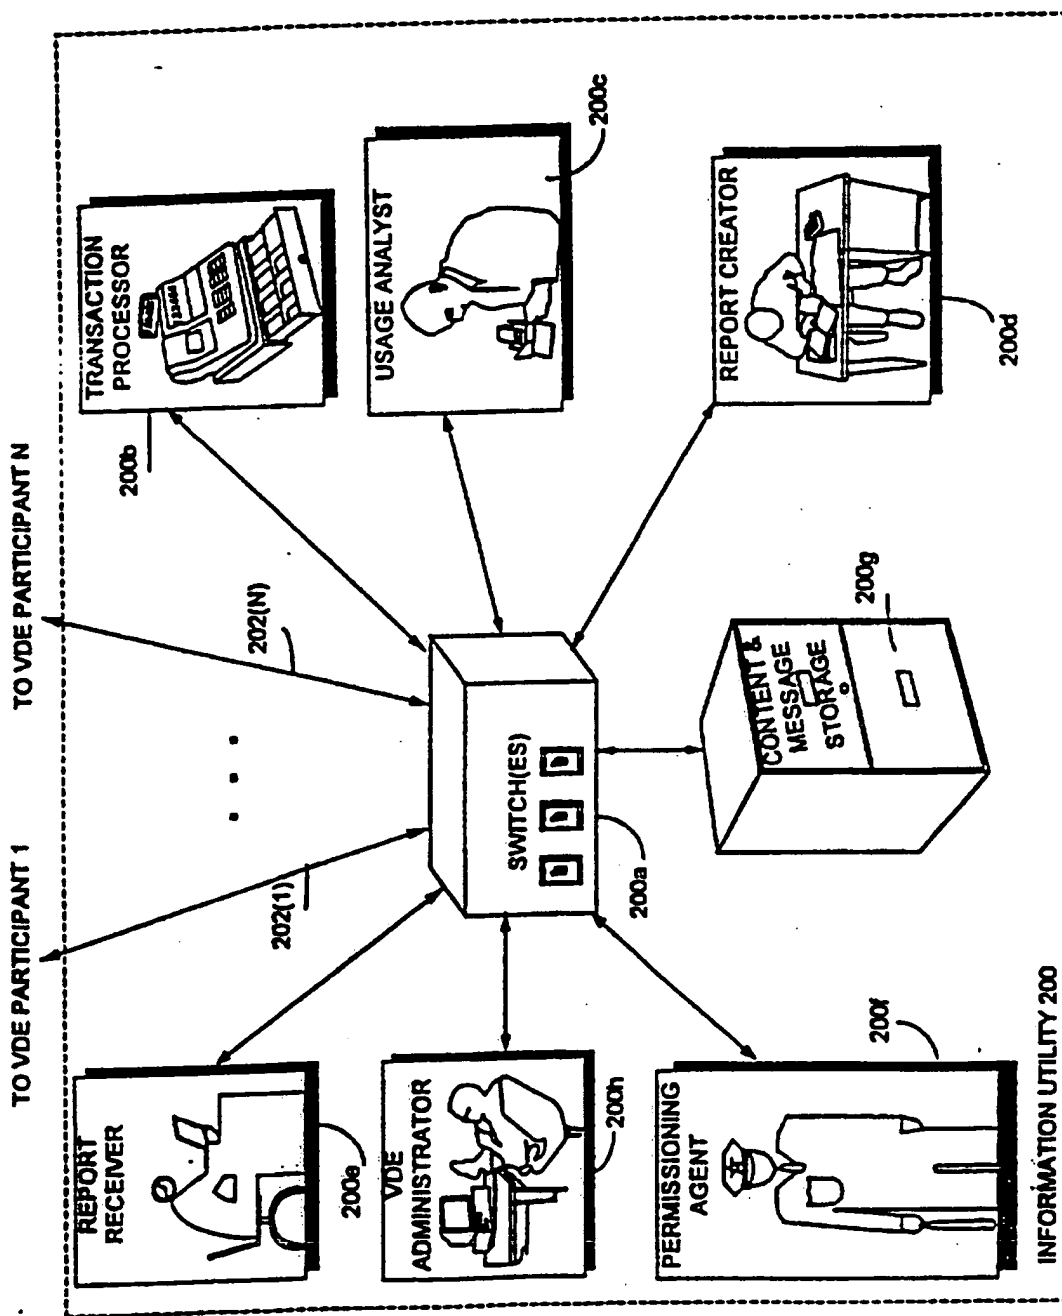 TO VDE PARTICIPANT 1
TO VDE PARTICIPANT N
REPORT
RECEIVER
200e
202(1)
202(N)
200b
TRANSACTION
PROCESSOR
VDE
ADMINISTRATOR
200h
SWITCH(ES)
200a
USAGE ANALYST
200c
PERMISSIONING
AGENT
200f
CONTENT &
MESSAGE
STORAGE
200g
REPORT CREATOR
200d
INFORMATION UTILITY 200